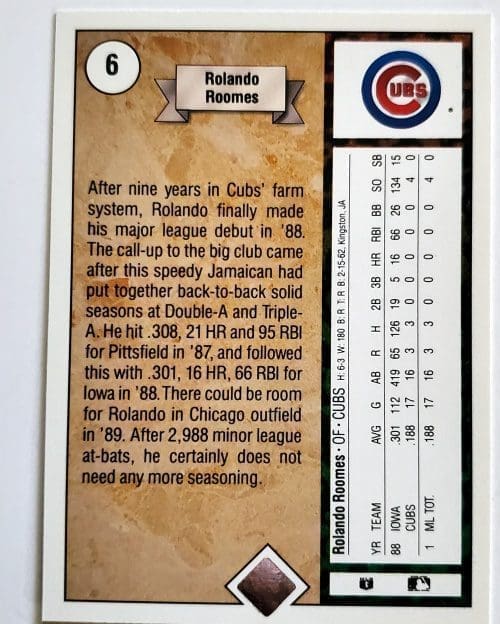 6
Rolando
Roomes
After nine years in Cubs' farm
system, Rolando finally made
his major league debut in '88.
The call-up to the big club came
after this speedy Jamaican had
put together back-to-back solid
seasons at Double-A and Triple-
A. He hit .308, 21 HR and 95 RBI
for Pittsfield in '87, and followed
this with .301, 16 HR, 66 RBI for
Iowa in '88. There could be room
for Rolando in Chicago outfield
in '89. After 2,988 minor league
at-bats, he certainly does not
need any more seasoning.
CUBS
Rolando Roomes • OF • CUBS H: 6-3 W: 180 B: R T: R B: 2-15-62, Kingston, JA
YR TEAM AVG G AB R H 2B 3B HR RBI BB SO SB
88 IOWA .301 112 419 65 126 19 5 16 66 26 134 15
CUBS .188 17 16 3 3 0 0 0 0 0 4 0
1 ML TOT. .188 17 16 3 3 0 0 0 0 0 4 0